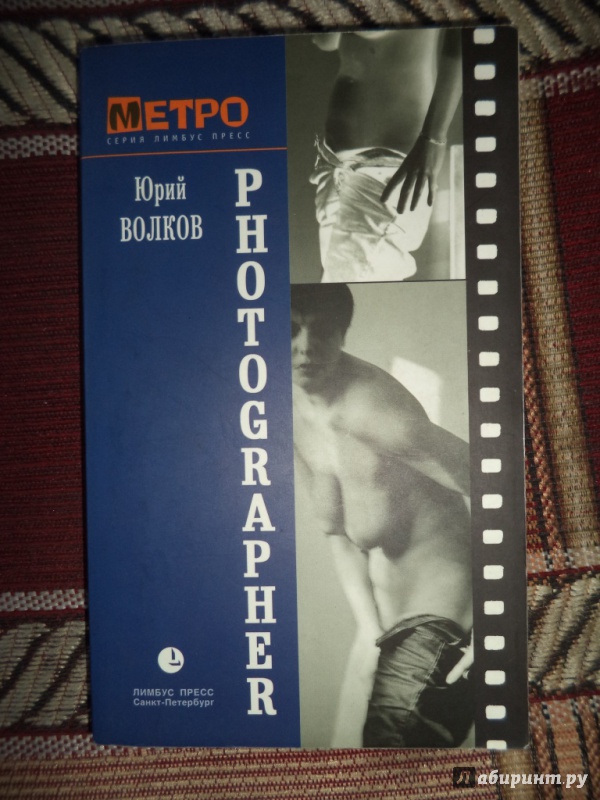 МЕТРО
СЕРИЯ ЛИМБУС ПРЕСС
Юрий
ВОЛКОВ
PHOTOGRAPHER
ЛИМБУС ПРЕСС
Санкт-Петербург
Лабиринт.ру